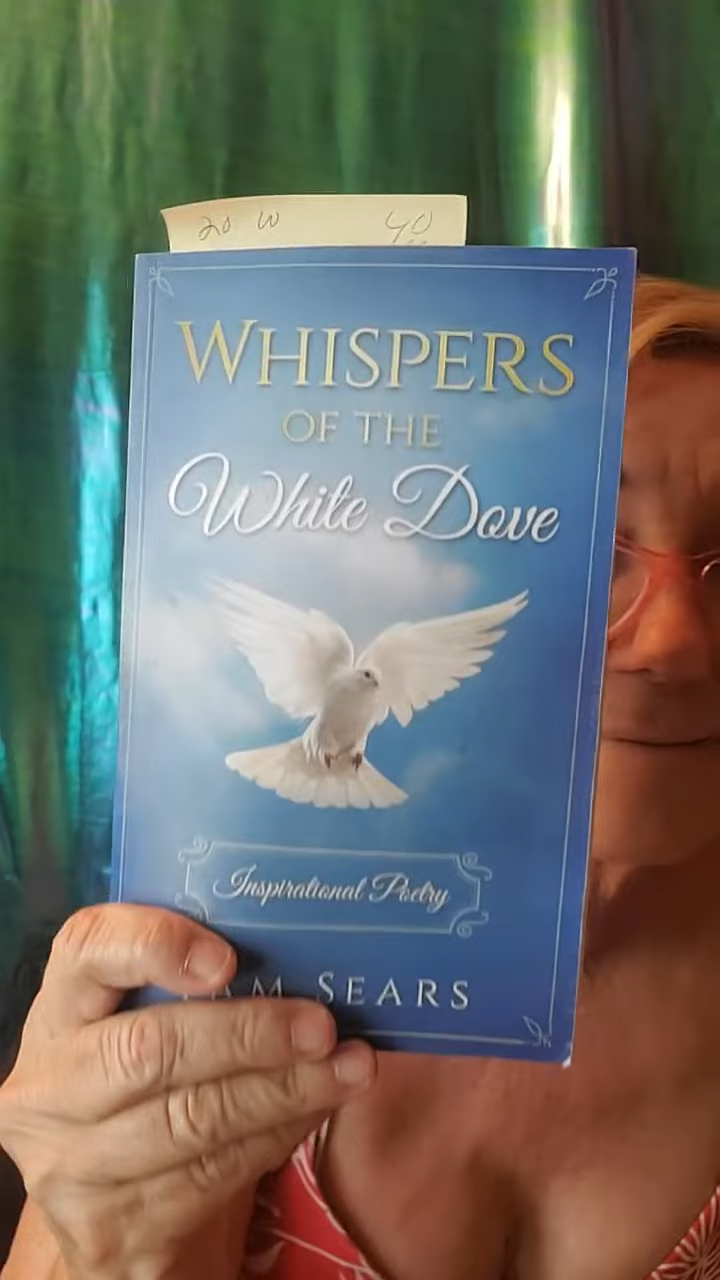 20 W 40
WHISPERS
OF THE
White Dove
Inspirational Poetry
SEARS